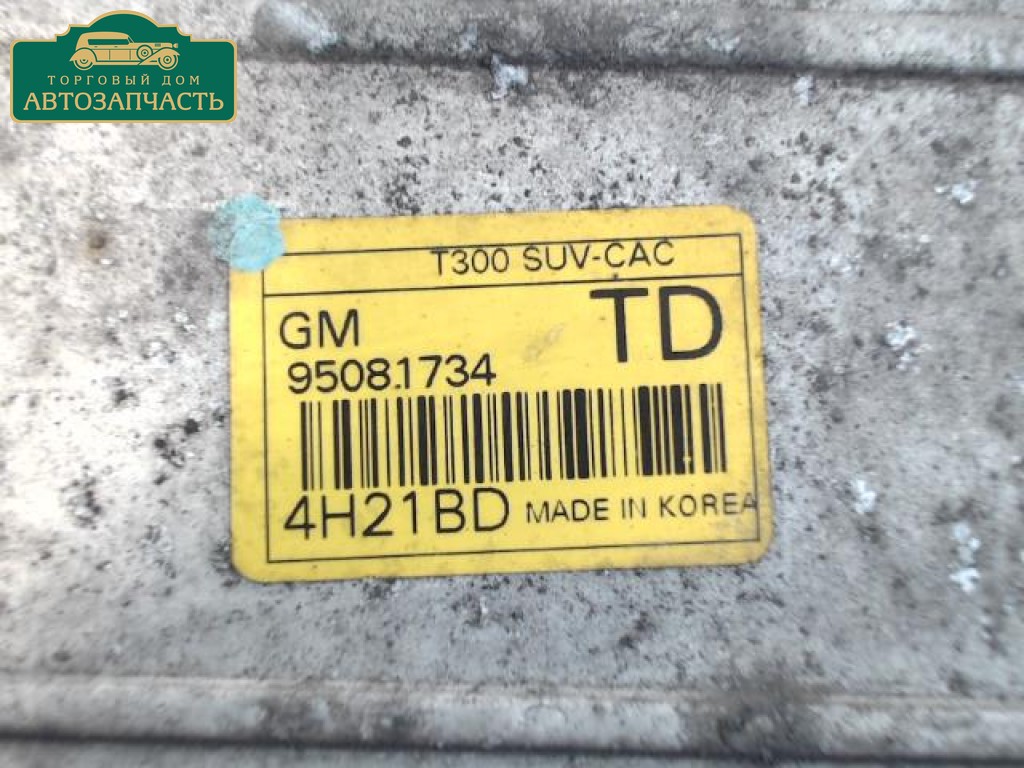 ТОРГОВЫЙ ДОМ
АВТОЗАПЧАСТЬ
T300 SUV-CAC
GM
TD
95081734
4H21BD MADE IN KOREA